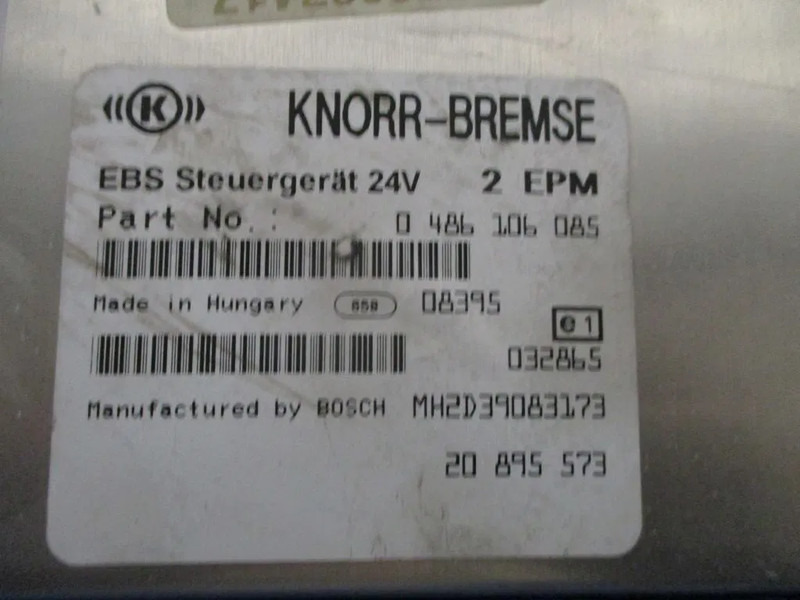 ((K)) KNORR-BREMSE
EBS Steuergerät 24V 2 EPM
Part No.: 0 486 106 085
Made in Hungary 858 08395
e1
032865
Manufactured by BOSCH MH2D39083173
20 895 573